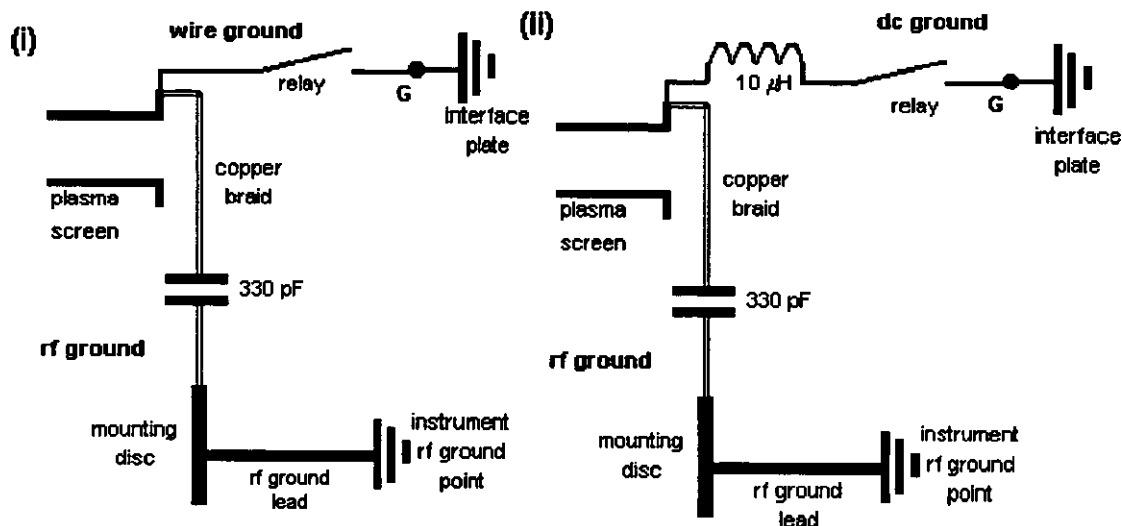 (i)
wire ground
relay
G
interface
plate
copper
braid
plasma
screen
330 pF
rf ground
mounting
disc
rf ground
lead
instrument
rf ground
point
(ii)
dc ground
10 μH
relay
G
interface
plate
copper
braid
plasma
screen
330 pF
rf ground
mounting
disc
rf ground
lead
instrument
rf ground
point